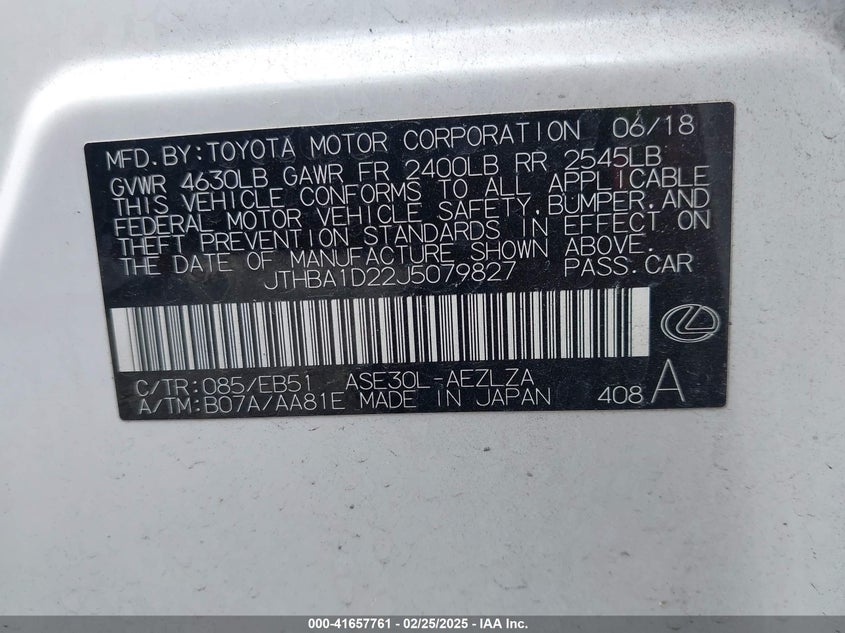 MFD.BY:TOYOTA MOTOR CORPORATION 06/18
GVWR 4630LB GAWR FR 2400LB RR 2545LB
THIS VEHICLE CONFORMS TO ALL APPLICABLE
FEDERAL MOTOR VEHICLE SAFETY,BUMPER,AND
THEFT PREVENTION STANDARDS IN EFFECT ON
THE DATE OF MANUFACTURE SHOWN ABOVE.
JTHBA1D22J5079827 PASS.CAR
C/TR:085/EB51 ASE30L-AEZLZA
A/TM:B07A/AA81E MADE IN JAPAN 408 A
000-41657761 / 02/25/2025 - IAA Inc.